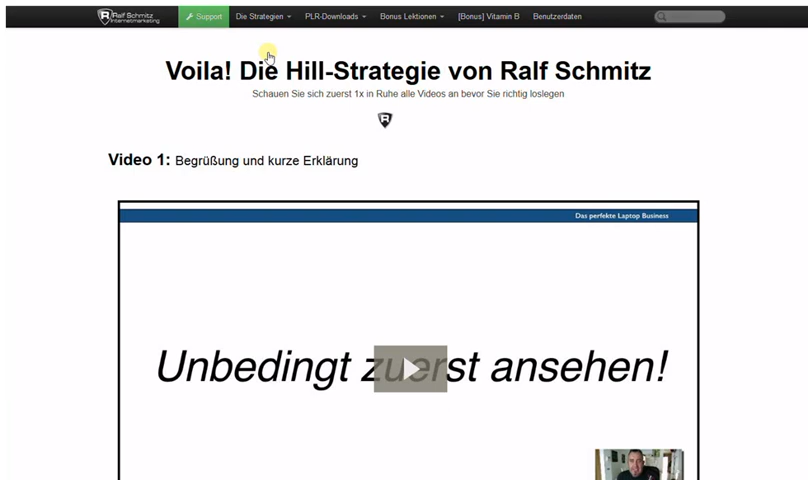 Ralf Schmitz
Internetmarketing
Support
Die Strategien
PLR-Downloads
Bonus Lektionen
[Bonus] Vitamin B
Benutzerdaten
Voila! Die Hill-Strategie von Ralf Schmitz
Schauen Sie sich zuerst 1x in Ruhe alle Videos an bevor Sie richtig loslegen
R
Video 1: Begrüßung und kurze Erklärung
Das perfekte Laptop Business
Unbedingt zuerst ansehen!